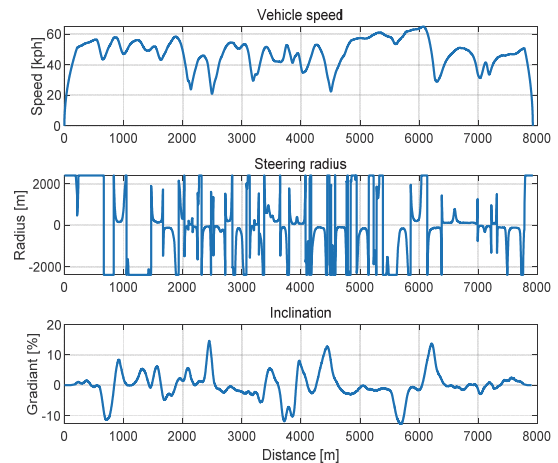 Vehicle speed
Speed [kph]
60
40
20
0
0 1000 2000 3000 4000 5000 6000 7000 8000
Steering radius
Radius [m]
2000
0
-2000
0 1000 2000 3000 4000 5000 6000 7000 8000
Inclination
Gradiant [%]
20
10
0
-10
0 1000 2000 3000 4000 5000 6000 7000 8000
Distance [m]